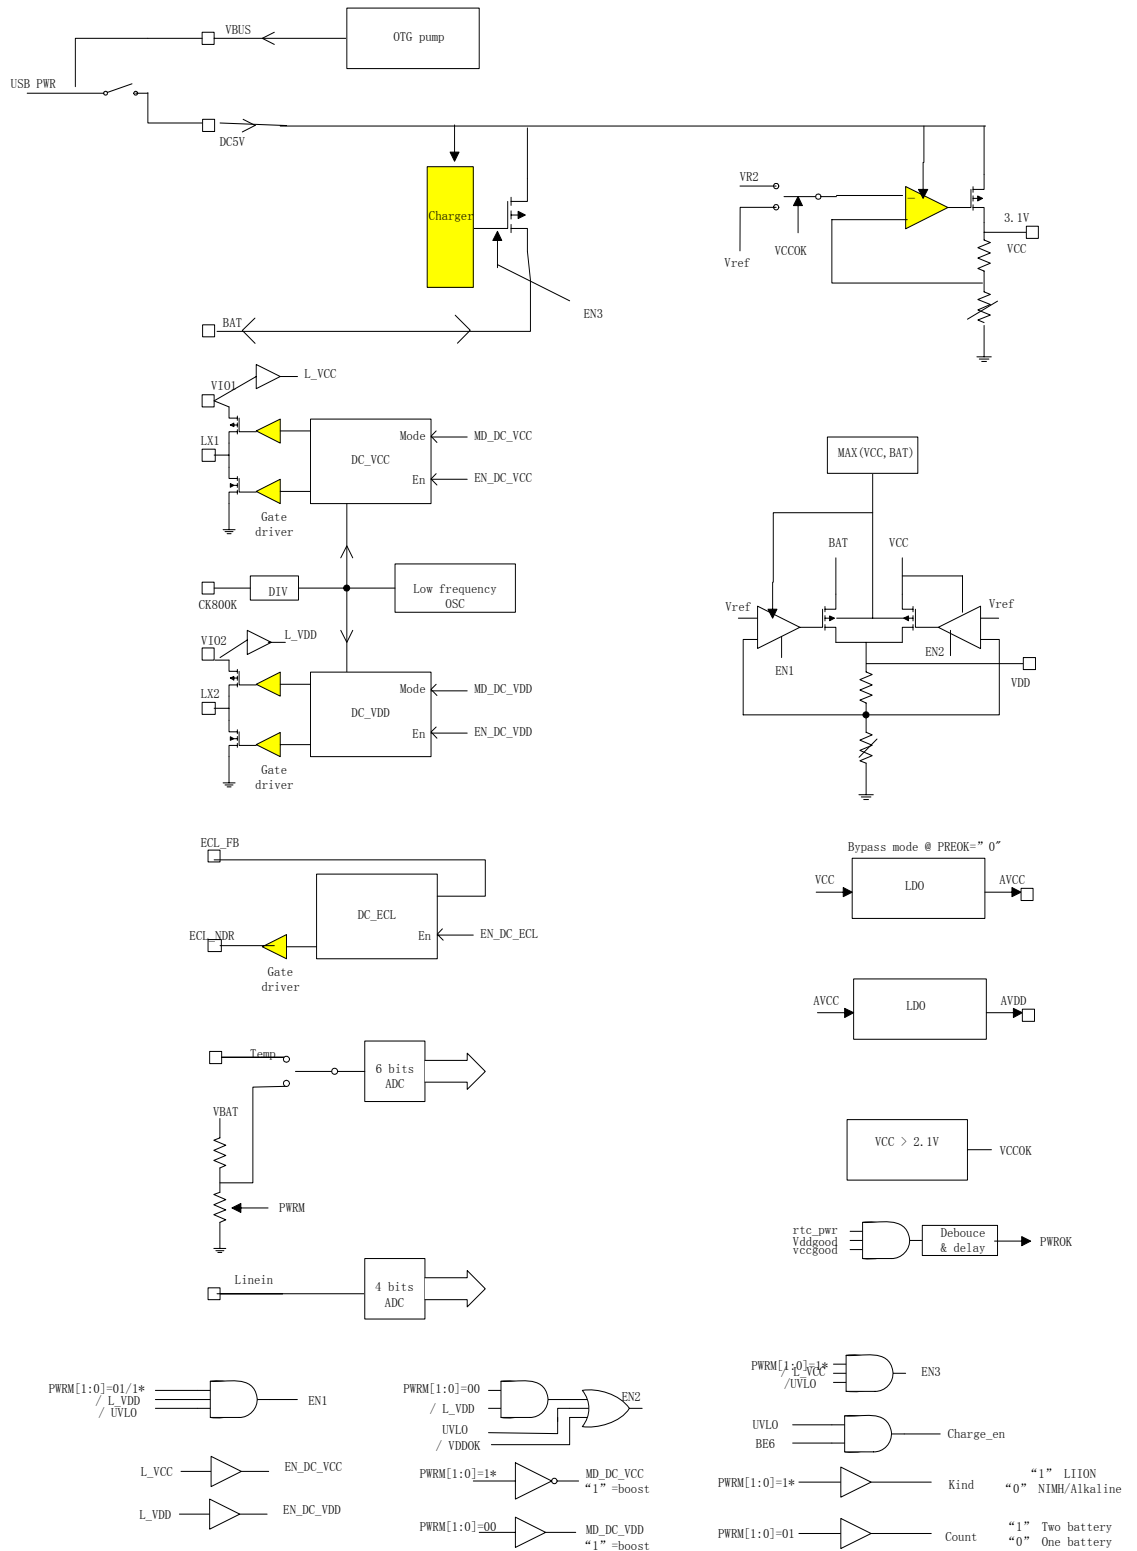 OTG pump
VBUS
USB PWR
DC5V
Charger
EN3
BAT
VR2
Vref
VCCOK
3.1V
VCC
VIO1
L_VCC
LX1
Mode
MD_DC_VCC
DC_VCC
En
EN_DC_VCC
Gate
driver
CK800K
DIV
Low frequency
OSC
VIO2
L_VDD
LX2
Mode
MD_DC_VDD
DC_VDD
En
EN_DC_VDD
Gate
driver
MAX(VCC,BAT)
BAT
VCC
Vref
Vref
EN1
EN2
VDD
ECL_FB
DC_ECL
ECL_NDR
En
EN_DC_ECL
Gate
driver
Bypass mode @ PREOK=”0″
VCC
LDO
AVCC
AVCC
LDO
AVDD
Temp
6 bits
ADC
VBAT
PWRM
VCC > 2.1V
VCCOK
rtc_pwr
Vddgood
vccgood
Debouce
& delay
PWROK
Linein
4 bits
ADC
PWRM[1:0]=01/1*
/ L_VDD
/ UVLO
EN1
PWRM[1:0]=00
/ L_VDD
UVLO
/ VDDOK
EN2
PWRM[1:0]=1*
/ L_VCC
/UVLO
EN3
UVLO
BE6
Charge_en
L_VCC
EN_DC_VCC
L_VDD
EN_DC_VDD
PWRM[1:0]=1*
MD_DC_VCC
“1”=boost
PWRM[1:0]=00
MD_DC_VDD
“1”=boost
PWRM[1:0]=1*
Kind
“1” LIION
“0” NIMH/Alkaline
PWRM[1:0]=01
Count
“1” Two battery
“0” One battery